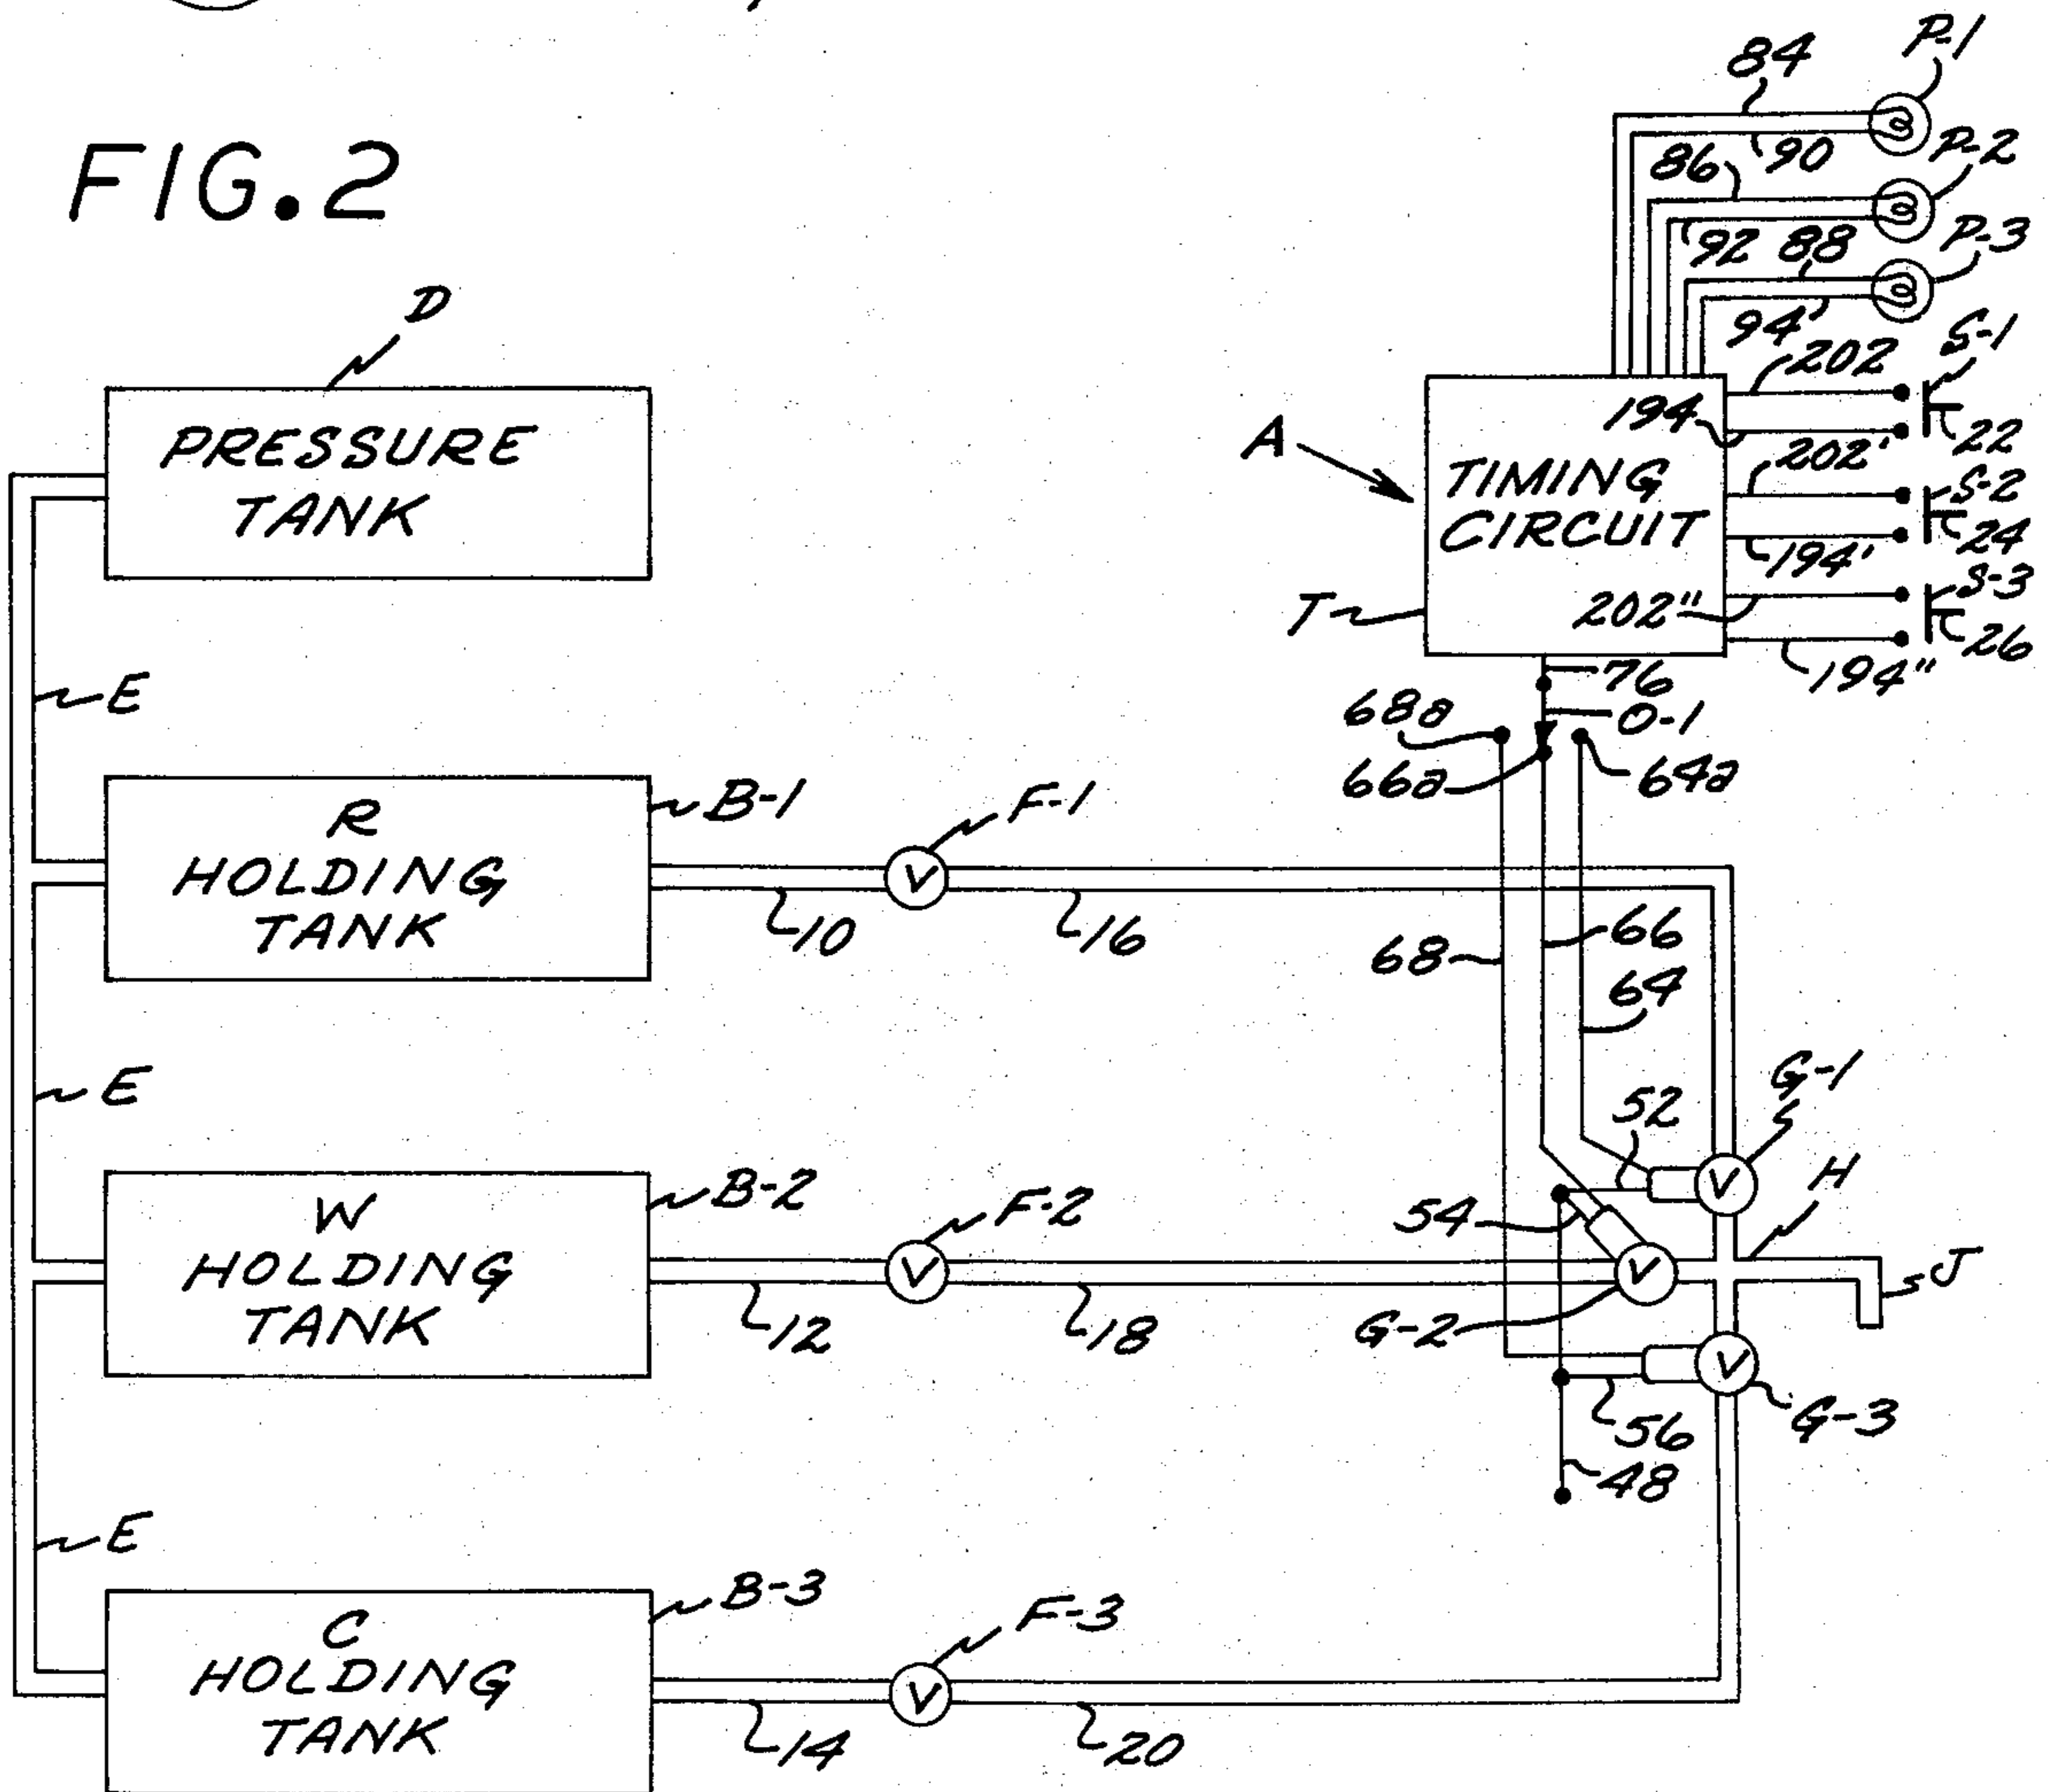 FIG.2
P-1
84
90
P-2
86
92
88
P-3
94
S-1
202
194
22
202'
S-2
24
194'
S-3
202"
26
194"
A
TIMING
CIRCUIT
T
76
O-1
68a
66a
64a
D
PRESSURE
TANK
E
R
HOLDING
TANK
B-1
F-1
10
16
68
66
64
E
W
HOLDING
TANK
B-2
F-2
12
18
52
54
G-1
H
J
G-2
G-3
56
48
E
C
HOLDING
TANK
B-3
F-3
14
20
V
V
V
V
V
V